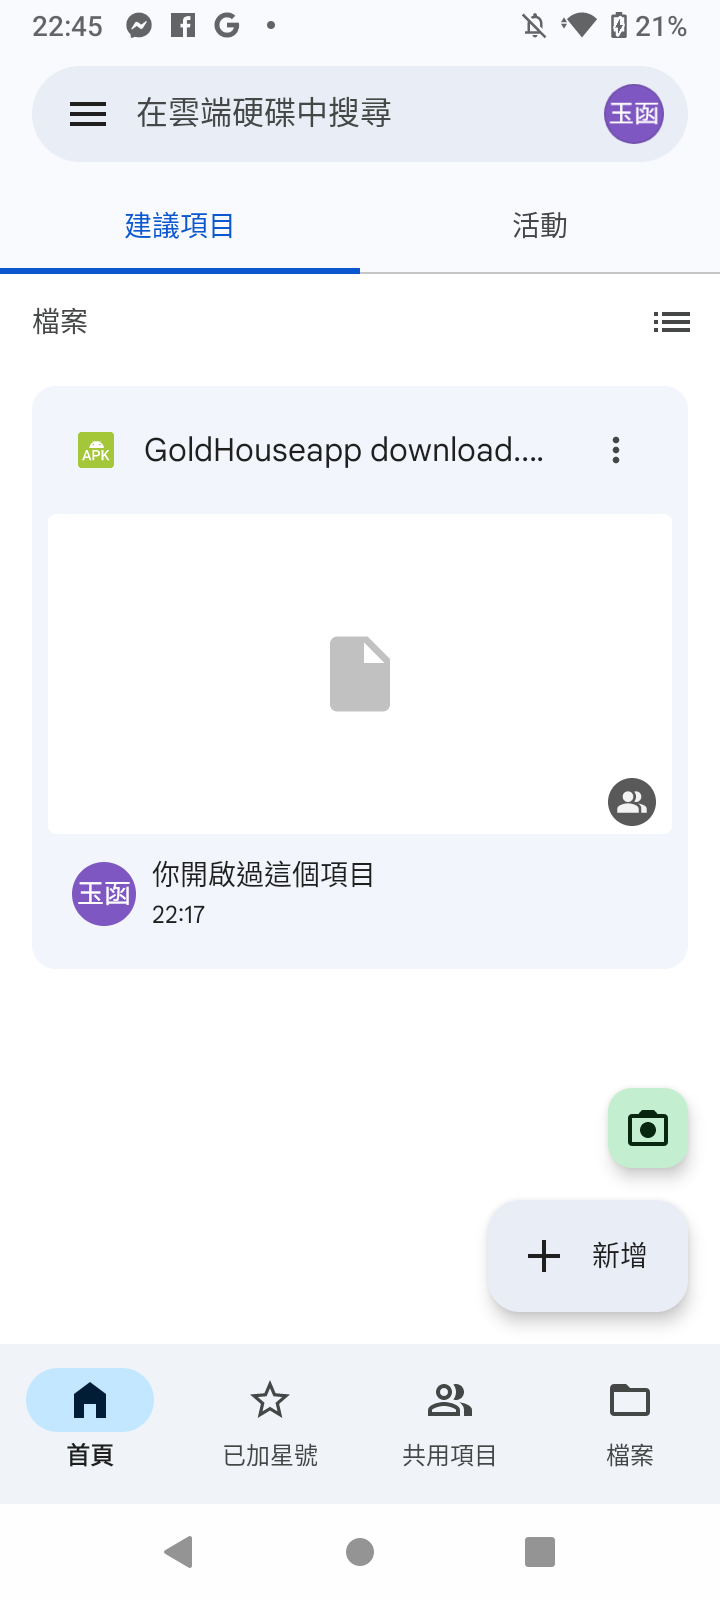 22:45
21%
在雲端硬碟中搜尋
玉函
建議項目
活動
檔案
APK
GoldHouseapp download....
玉函
你開啟過這個項目
22:17
新增
首頁
已加星號
共用項目
檔案